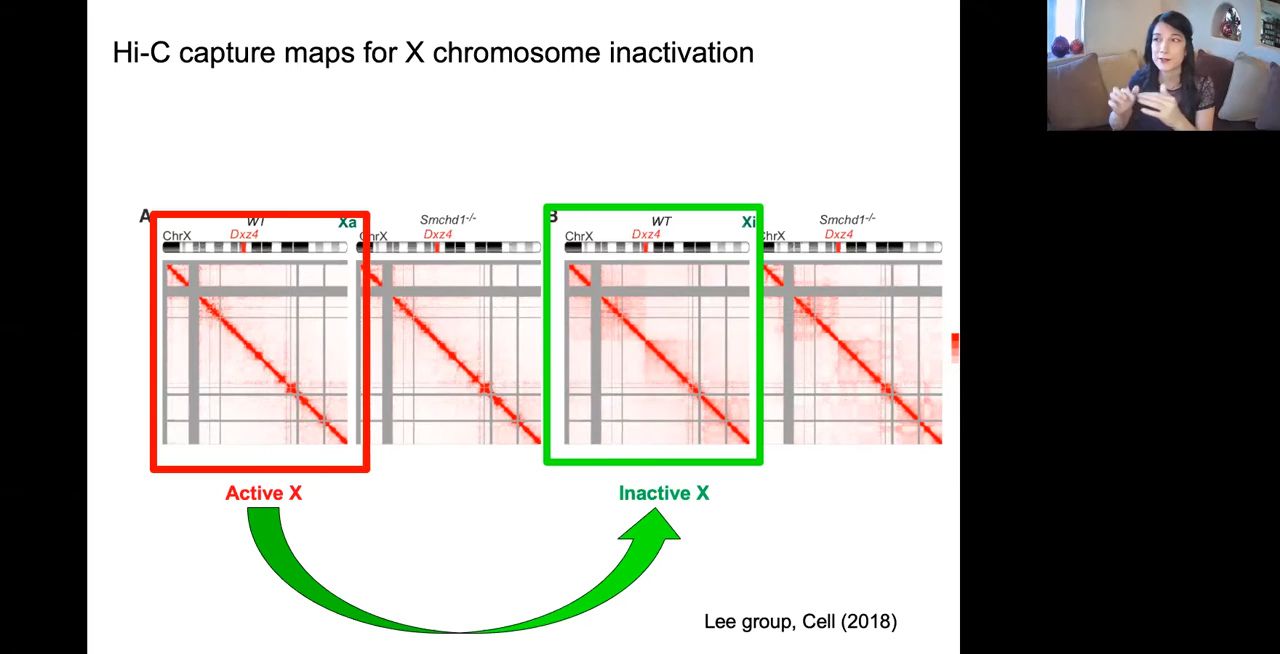 Hi-C capture maps for X chromosome inactivation
A WT Xa Smchd1-/- B WT Xi Smchd1-/-
ChrX Dxz4 ChrX Dxz4 ChrX Dxz4 ChrX Dxz4
Active X Inactive X
Lee group, Cell (2018)